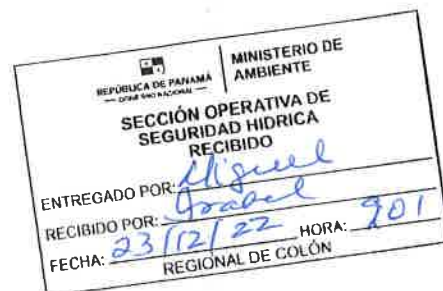 REPÚBLICA DE PANAMÁ
— GOBIERNO NACIONAL —
MINISTERIO DE
AMBIENTE
SECCIÓN OPERATIVA DE
SEGURIDAD HIDRICA
RECIBIDO
ENTREGADO POR: Miguel
RECIBIDO POR: Isabel
FECHA: 23/12/22 HORA: 901
REGIONAL DE COLÓN